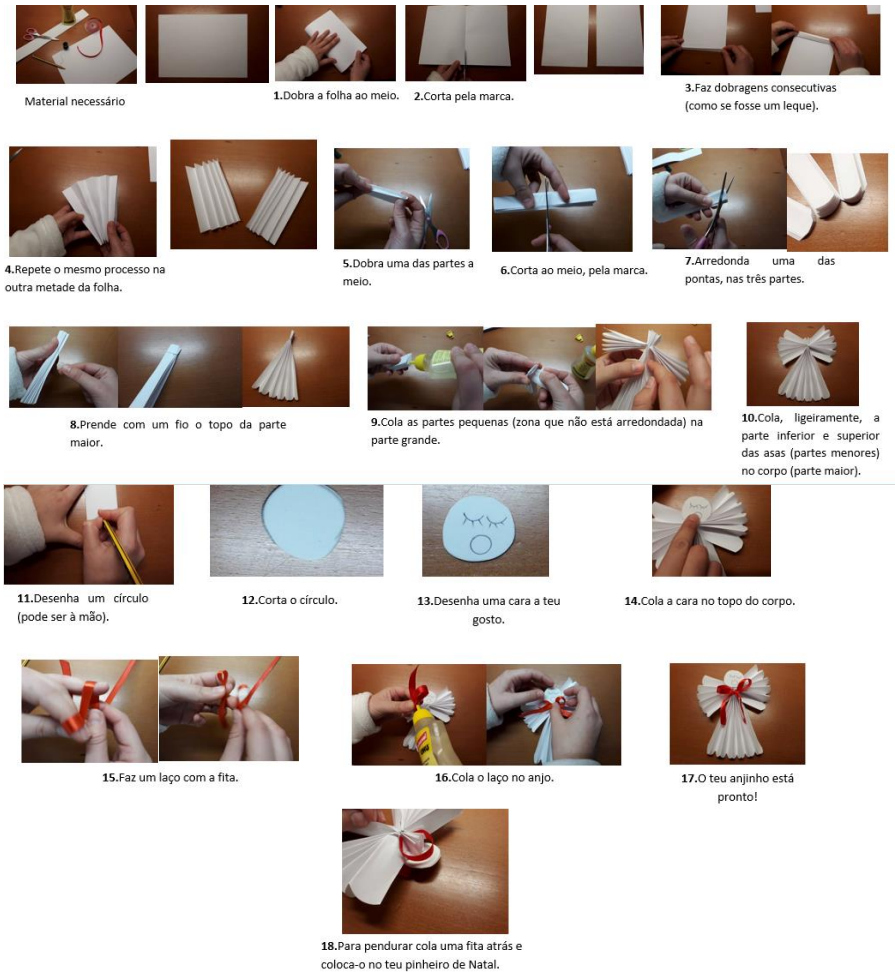 Material necessário
1.Dobra a folha ao meio.
2.Corta pela marca.
3.Faz dobragens consecutivas
(como se fosse um leque).
4.Repete o mesmo processo na
outra metade da folha.
5.Dobra uma das partes a
meio.
6.Corta ao meio, pela marca.
7.Arredonda uma das
pontas, nas três partes.
8.Prende com um fio o topo da parte
maior.
9.Cola as partes pequenas (zona que não está arredondada) na
parte grande.
10.Cola, ligeiramente, a
parte inferior e superior
das asas (partes menores)
no corpo (parte maior).
11.Desenha um círculo
(pode ser à mão).
12.Corta o círculo.
13.Desenha uma cara a teu
gosto.
14.Cola a cara no topo do corpo.
15.Faz um laço com a fita.
16.Cola o laço no anjo.
17.O teu anjinho está
pronto!
18.Para pendurar cola uma fita atrás e
coloca-o no teu pinheiro de Natal.